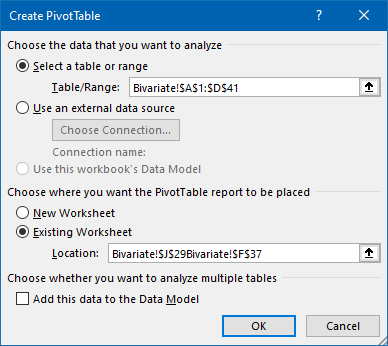 Create PivotTable ? ×
Choose the data that you want to analyze
Select a table or range
Table/Range: Bivariate!$A$1:$D$41
Use an external data source
Choose Connection...
Connection name:
Use this workbook's Data Model
Choose where you want the PivotTable report to be placed
New Worksheet
Existing Worksheet
Location: Bivariate!$J$29Bivariate!$F$37
Choose whether you want to analyze multiple tables
Add this data to the Data Model
OK Cancel